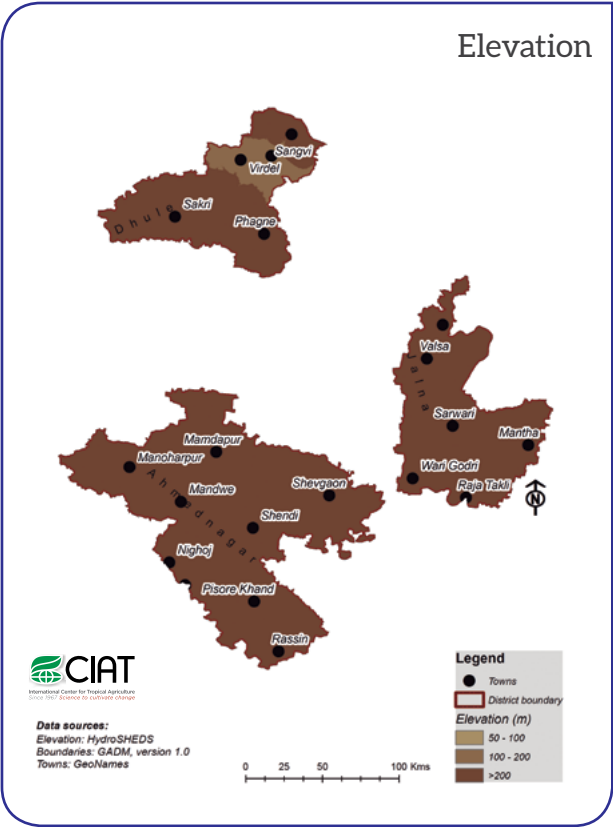 Elevation
Sangvi
Virdel
Sakri
Dhule
Phagne
Valsa
Jalna
Sarwari
Mantha
Wari Godri
Raja Takli
N
Mamdapur
Manoharpur
Ahmadnagar
Mandwe
Shevgaon
Shendi
Nighoj
Pisore Khand
Rassin
CIAT
International Center for Tropical Agriculture
Since 1967 Science to cultivate change
Data sources:
Elevation: HydroSHEDS
Boundaries: GADM, version 1.0
Towns: GeoNames
0 25 50 100 Kms
Legend
Towns
District boundary
Elevation (m)
50 - 100
100 - 200
>200